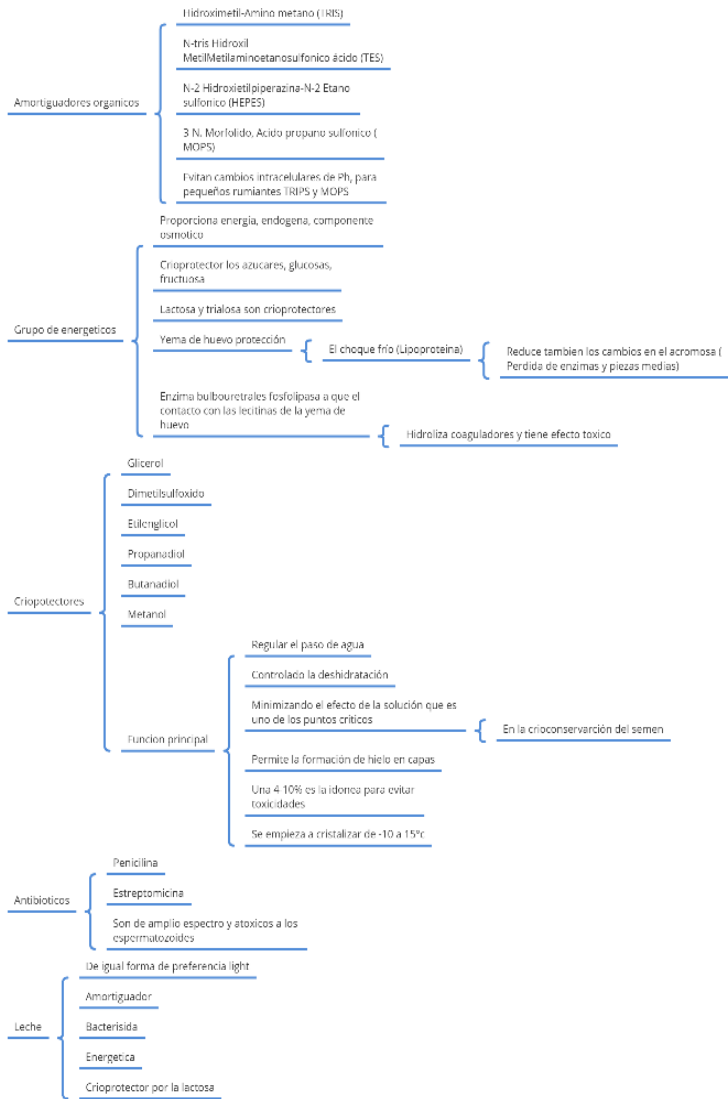 Hidroximetil-Amino metano (TRIS)
N-tris Hidroxil
MetilMetilaminoetanosulfonico ácido (TES)
N-2 Hidroxietilpiperazina-N-2 Etano
sulfonico (HEPES)
Amortiguadores organicos
3 N. Morfolido, Acido propano sulfonico (
MOPS)
Evitan cambios intracelulares de Ph, para
pequeños rumiantes TRIPS y MOPS
Proporciona energia, endogena, componente
osmotico
Crioprotector los azucares, glucosas,
fructuosa
Lactosa y trialosa son crioprotectores
Grupo de energeticos
Yema de huevo protección
El choque frío (Lipoproteina)
Reduce tambien los cambios en el acromosa (
Perdida de enzimas y piezas medias)
Enzima bulbouretrales fosfolipasa a que el
contacto con las lecitinas de la yema de
huevo
Hidroliza coaguladores y tiene efecto toxico
Glicerol
Dimetilsulfoxido
Etilenglicol
Propanadiol
Butanadiol
Criopotectores
Metanol
Regular el paso de agua
Controlado la deshidratación
Minimizando el efecto de la solución que es
uno de los puntos criticos
En la crioconservarción del semen
Funcion principal
Permite la formación de hielo en capas
Una 4-10% es la idonea para evitar
toxicidades
Se empieza a cristalizar de -10 a 15°c
Penicilina
Antibioticos
Estreptomicina
Son de amplio espectro y atoxicos a los
espermatozoides
De igual forma de preferencia light
Amortiguador
Leche
Bacterisida
Energetica
Crioprotector por la lactosa